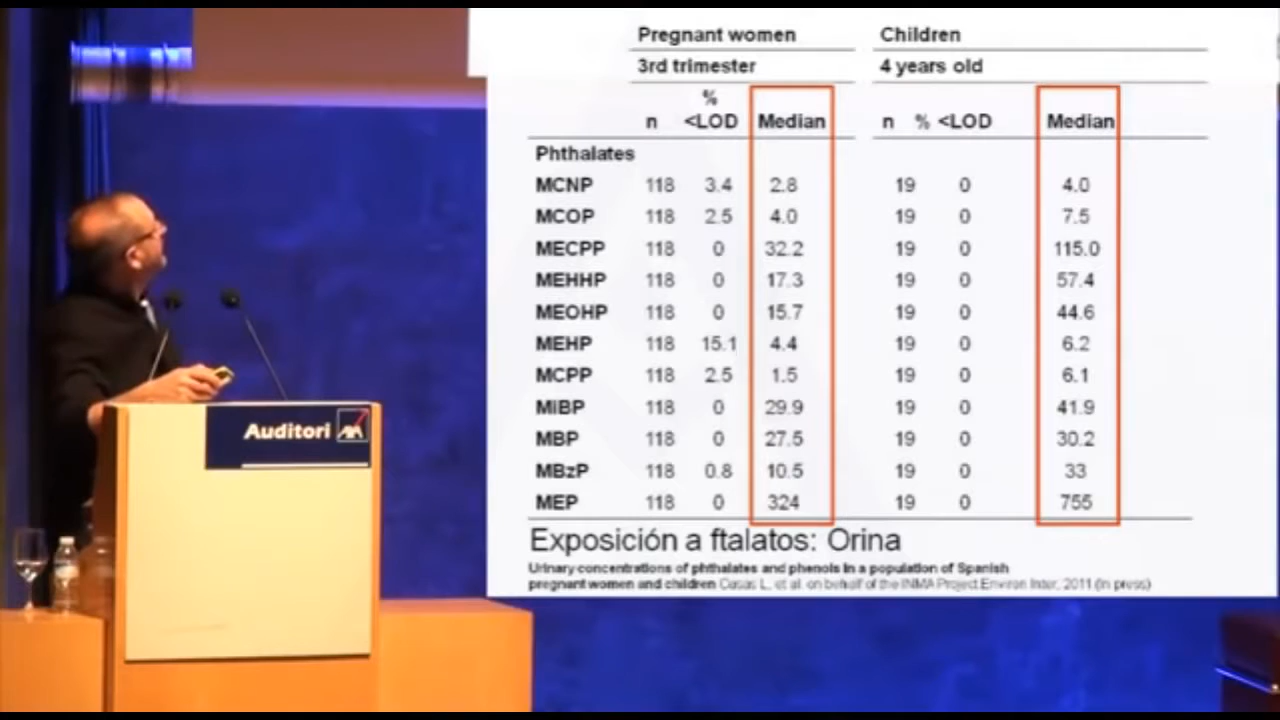 Pregnant women Children
3rd trimester 4 years old
%
n <LOD Median n % <LOD Median
Phthalates
MCNP 118 3.4 2.8 19 0 4.0
MCOP 118 2.5 4.0 19 0 7.5
MECPP 118 0 32.2 19 0 115.0
MEHHP 118 0 17.3 19 0 57.4
MEOHP 118 0 15.7 19 0 44.6
MEHP 118 15.1 4.4 19 0 6.2
MCPP 118 2.5 1.5 19 0 6.1
MiBP 118 0 29.9 19 0 41.9
MBP 118 0 27.5 19 0 30.2
MBzP 118 0.8 10.5 19 0 33
MEP 118 0 324 19 0 755
Exposición a ftalatos: Orina
Urinary concentrations of phthalates and phenols in a population of Spanish
pregnant women and children Casas L, et al. on behalf of the INMA Project.Environ Inter, 2011 (in press)
Auditori AXA